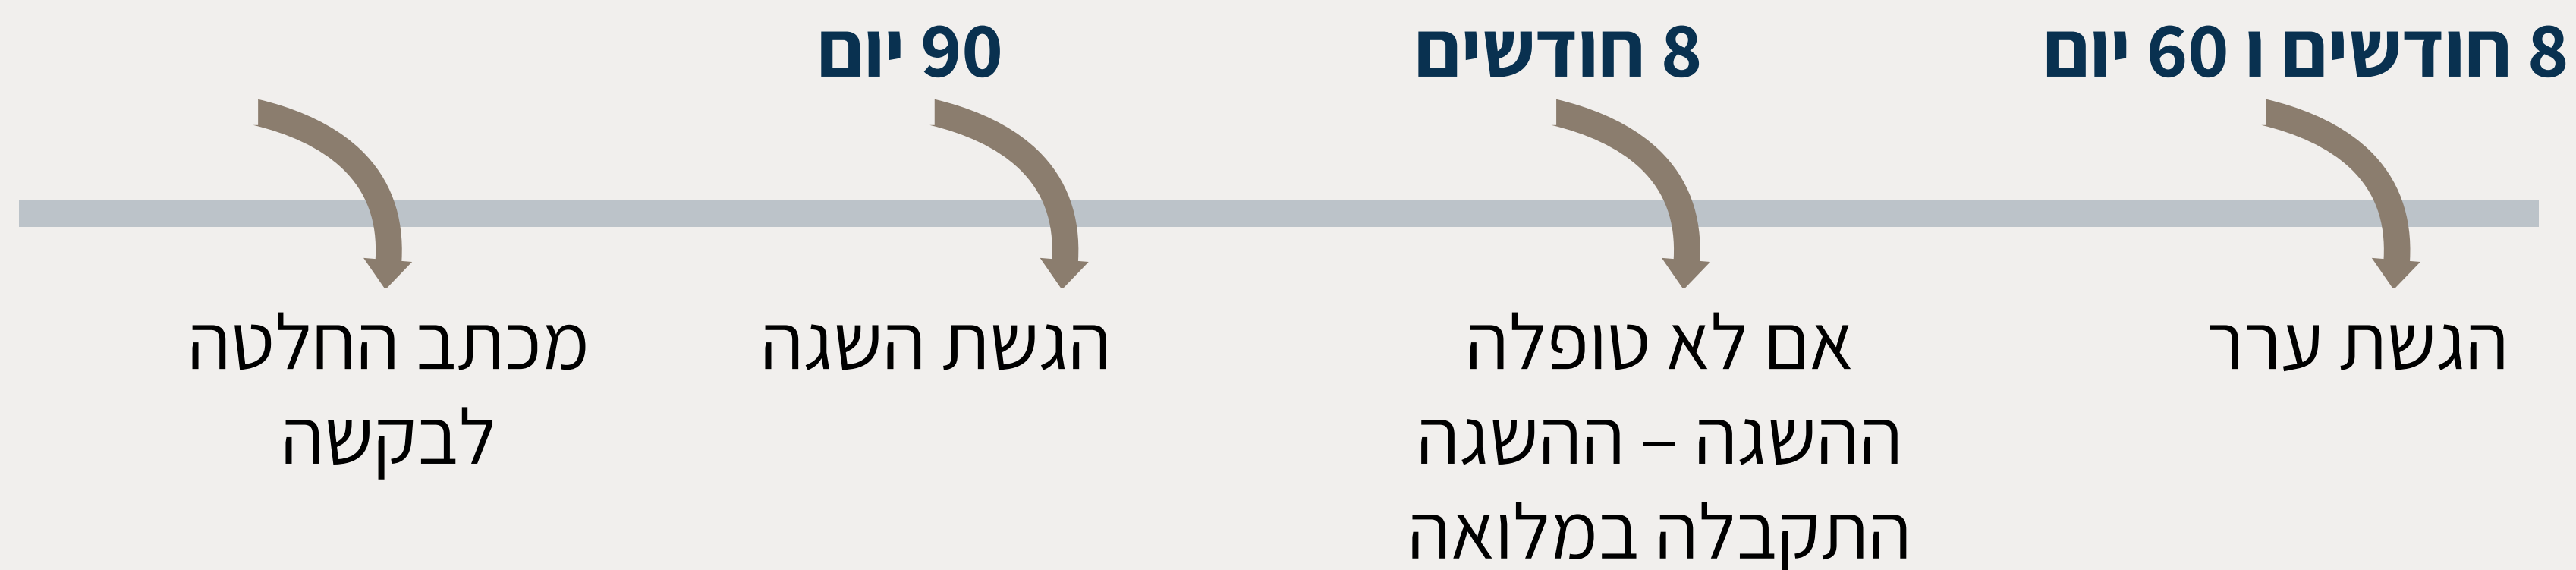 90 יום
8 חודשים
8 חודשים ו 60 יום
מכתב החלטה
לבקשה
הגשת השגה
אם לא טופלה
ההשגה – ההשגה
התקבלה במלואה
הגשת ערר